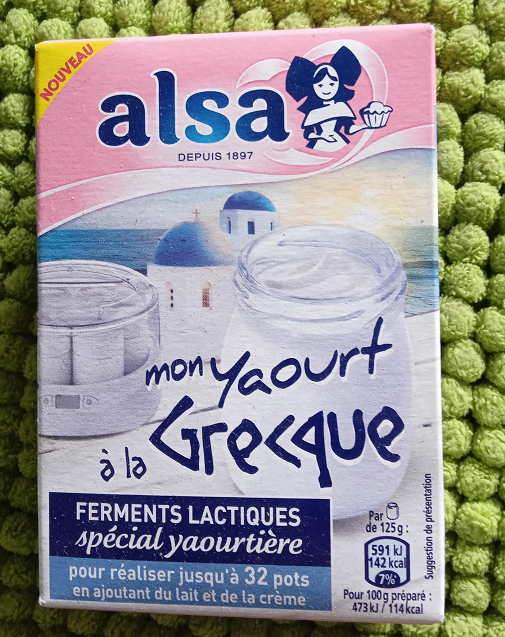 NOUVEAU
alsa
DEPUIS 1897
mon yaourt
à la Grecque
FERMENTS LACTIQUES
spécial yaourtière
pour réaliser jusqu'à 32 pots
en ajoutant du lait et de la crème
Par
de 125g :
591 kJ
142 kcal
7%
Pour 100g préparé :
473 kJ / 114 kcal
Suggestion de présentation